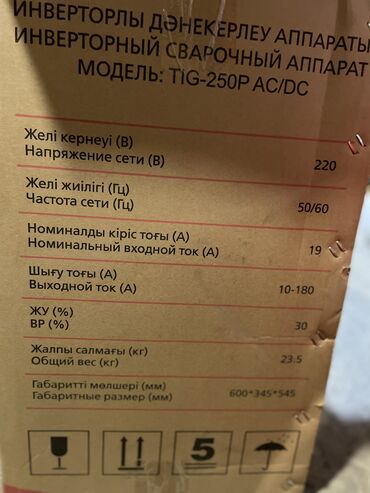 ИНВЕРТОРЛЫ ДӘНЕКЕРЛЕУ АППАРАТЫ
ИНВЕРТОРНЫЙ СВАРОЧНЫЙ АППАРАТ
МОДЕЛЬ: TIG-250P AC/DC
Желі кернеуі (В)
Напряжение сети (В) 220
Желі жиілігі (Гц)
Частота сети (Гц) 50/60
Номиналды кіріс тоғы (А)
Номинальный входной ток (А) 19
Шығу тоғы (А)
Выходной ток (А) 10-180
ЖУ (%)
ВР (%) 30
Жалпы салмағы (кг)
Общий вес (кг) 23.5
Габаритті мөлшері (мм)
Габаритные размер (мм) 600*345*545
5